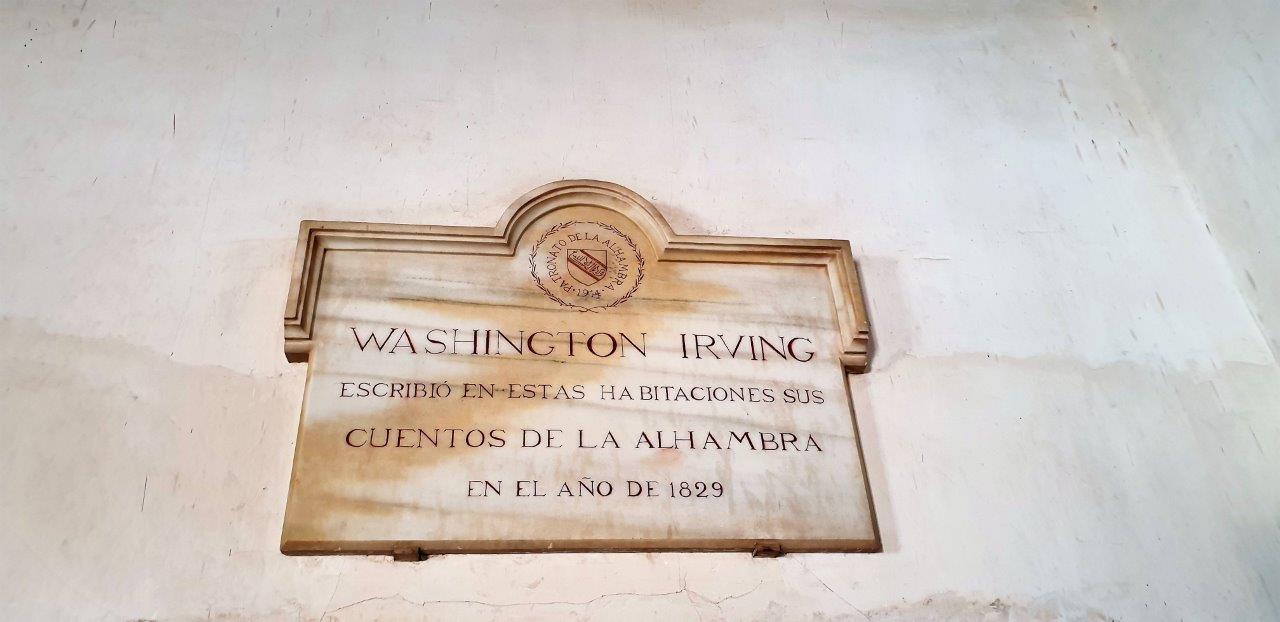 PATRONATO DE LA ALHAMBRA
1914
WASHINGTON IRVING
ESCRIBIÓ EN ESTAS HABITACIONES SUS
CUENTOS DE LA ALHAMBRA
EN EL AÑO DE 1829